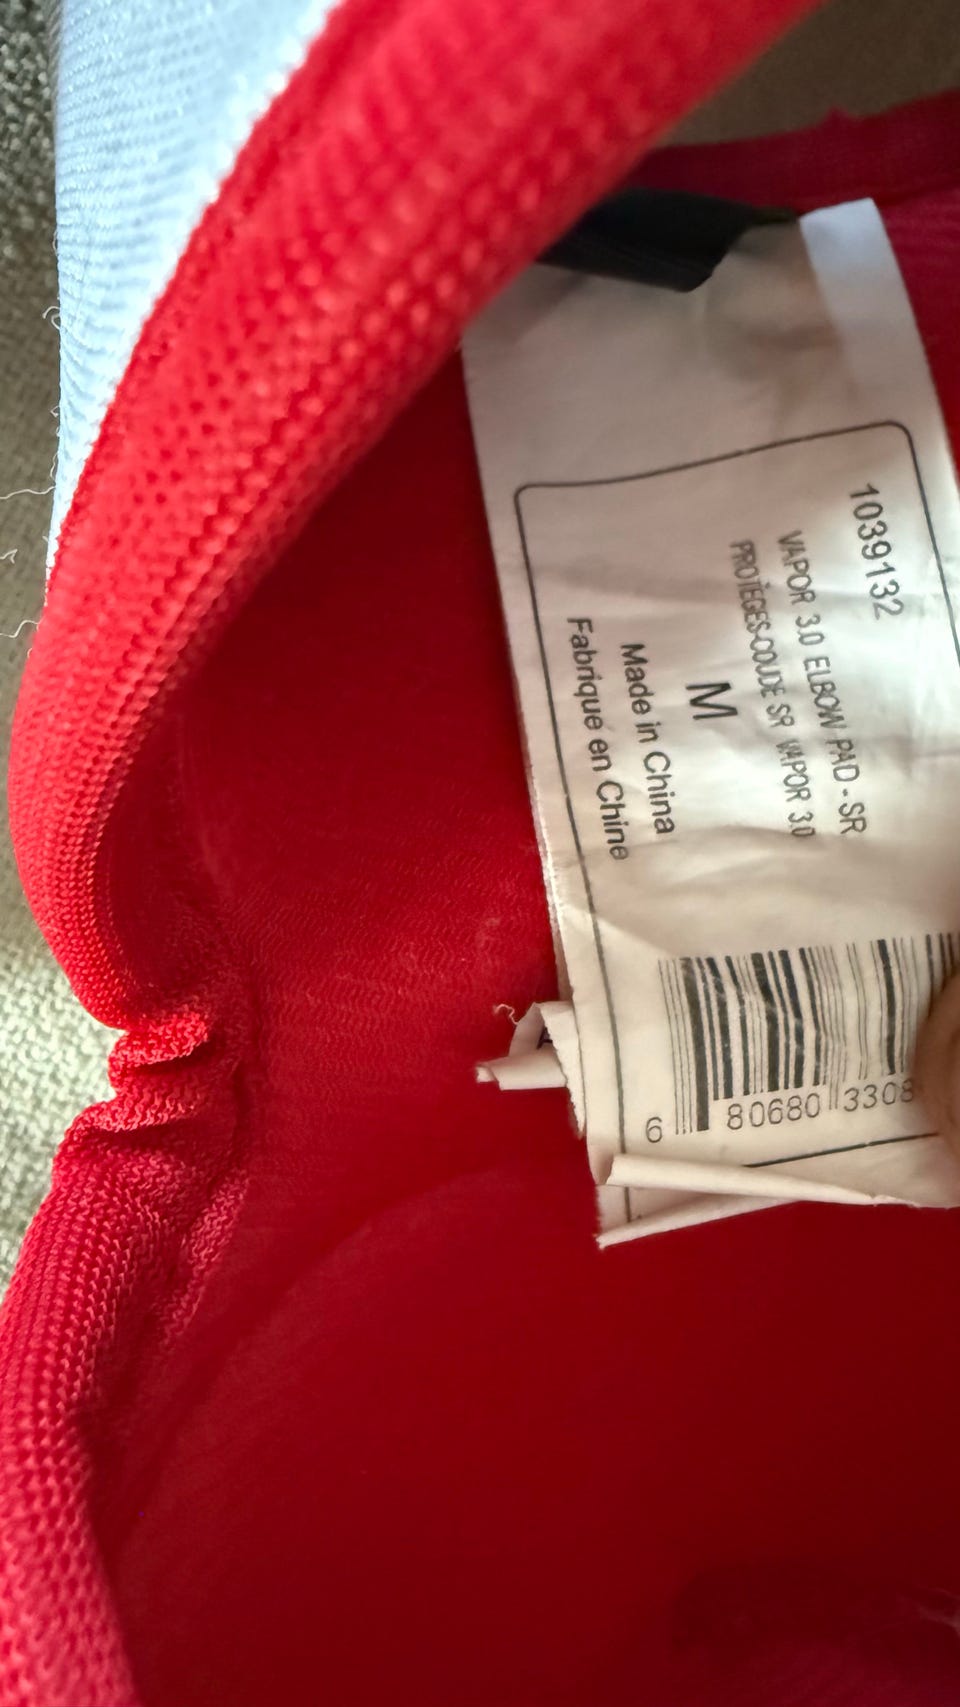 1039132
VAPOR 3.0 ELBOW PAD - SR
PROTÈGES-COUDE SR VAPOR 3.0
M
Made in China
Fabriqué en Chine
6 80680 3308